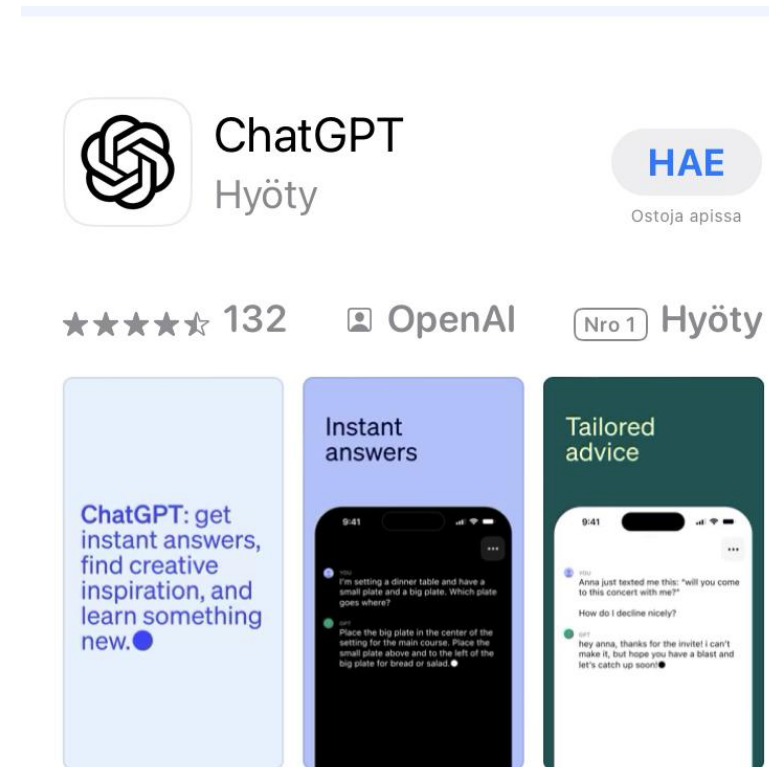 ChatGPT
Hyöty
HAE
Ostoja apissa
132
OpenAI
Nro 1 Hyöty
ChatGPT: get
instant answers,
find creative
inspiration, and
learn something
new.
Instant
answers
9:41
YOU
I'm setting a dinner table and have a
small plate and a big plate. Which plate
goes where?
GPT
Place the big plate in the center of the
setting for the main course. Place the
small plate above and to the left of the
big plate for bread or salad.
Tailored
advice
9:41
YOU
Anna just texted me this: "will you come
to this concert with me?"
How do I decline nicely?
GPT
hey anna, thanks for the invite! i can't
make it, but hope you have a blast and
let's catch up soon!